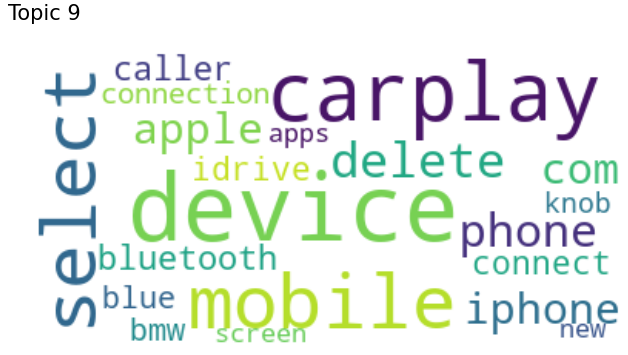 Topic 9
caller
carplay
connection
select
apple
apps
delete
idrive
com
device
knob
phone
bluetooth
connect
blue
mobile
iphone
bmw
screen
new